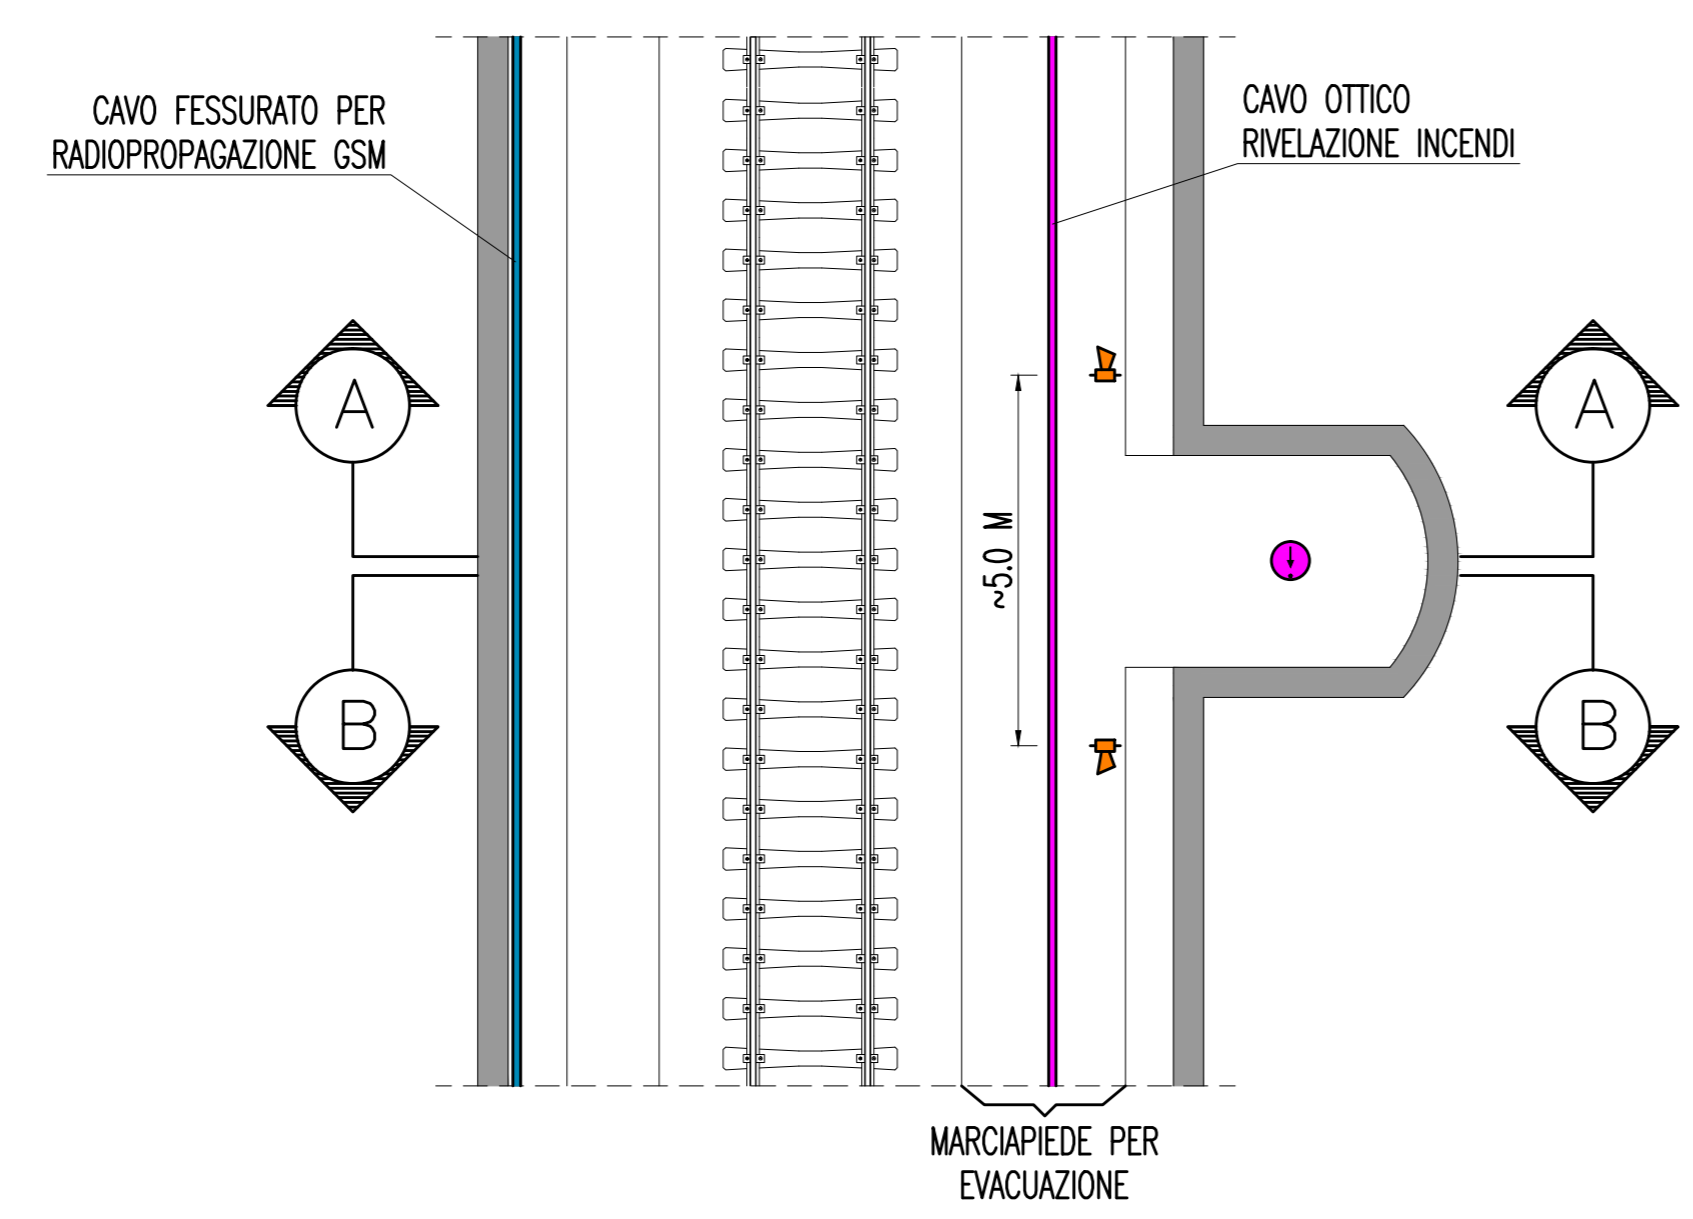 CAVO FESSURATO PER
RADIOPROPAGAZIONE GSM
CAVO OTTICO
RIVELAZIONE INCENDI
A
A
~5.0 M
B
B
MARCIAPIEDE PER
EVACUAZIONE